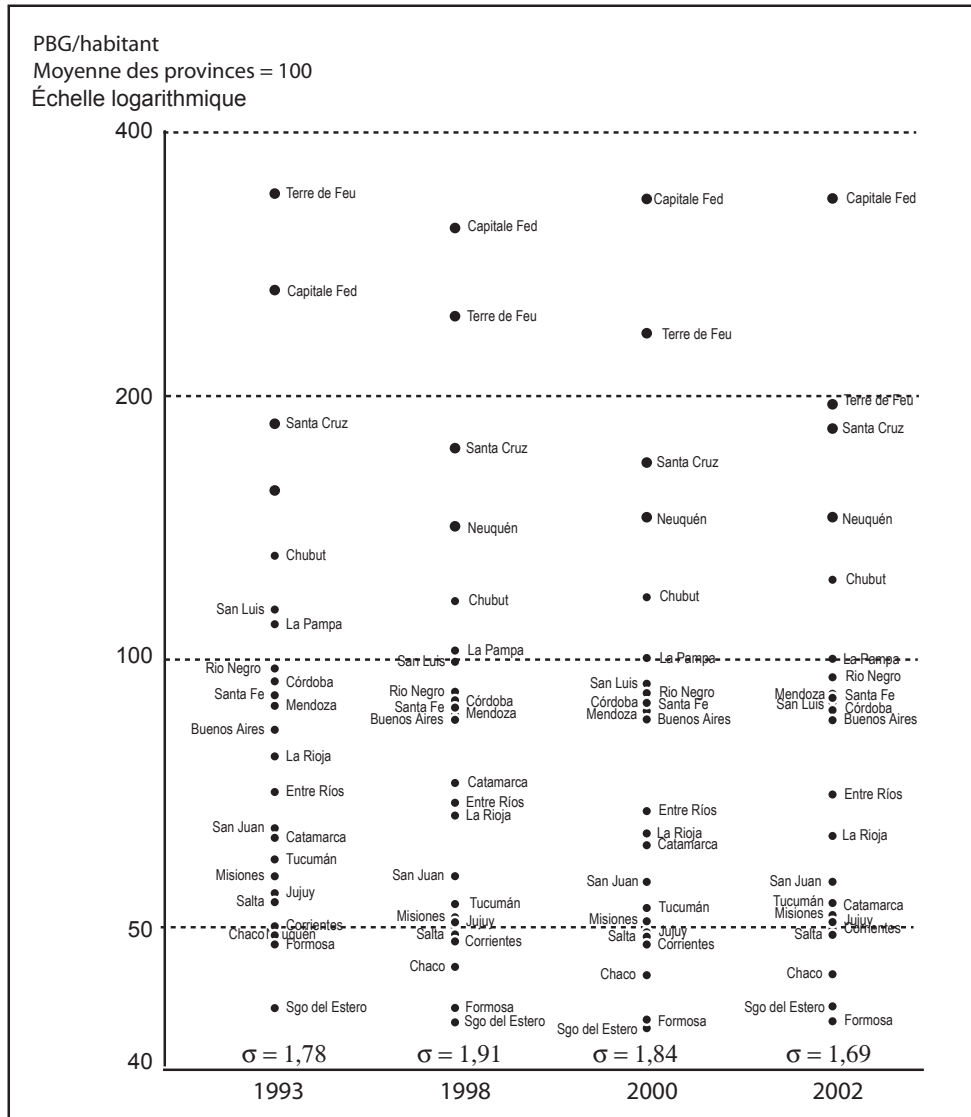 PBG/habitant
Moyenne des provinces = 100
Échelle logarithmique
400
Terre de Feu
Capitale Fed
Capitale Fed
Capitale Fed
Capitale Fed
Terre de Feu
Terre de Feu
200
Terre de Feu
Santa Cruz
Santa Cruz
Santa Cruz
Santa Cruz
Neuquén
Neuquén
Neuquén
Chubut
Chubut
Chubut
Chubut
San Luis
La Pampa
La Pampa
100
San Luis
La Pampa
La Pampa
Rio Negro
Rio Negro
Córdoba
San Luis
Santa Fe
Rio Negro
Rio Negro
Mendoza
Santa Fe
Mendoza
Santa Fe
Córdoba
Córdoba
Santa Fe
San Luis
Córdoba
Buenos Aires
Buenos Aires
Mendoza
Mendoza
Buenos Aires
Buenos Aires
La Rioja
Catamarca
Entre Ríos
Entre Ríos
Entre Ríos
Entre Ríos
La Rioja
San Juan
La Rioja
La Rioja
Catamarca
Catamarca
Tucumán
Misiones
San Juan
San Juan
San Juan
Jujuy
Salta
Tucumán
Tucumán
Tucumán
Catamarca
Misiones
Jujuy
Misiones
Misiones
Jujuy
50
Corrientes
Chaco
Formosa
Salta
Corrientes
Salta
Jujuy
Corrientes
Salta
Corrientes
Chaco
Chaco
Chaco
Sgo del Estero
Formosa
Sgo del Estero
Sgo del Estero
Formosa
Sgo del Estero
Formosa
40
σ = 1,78
σ = 1,91
σ = 1,84
σ = 1,69
1993
1998
2000
2002